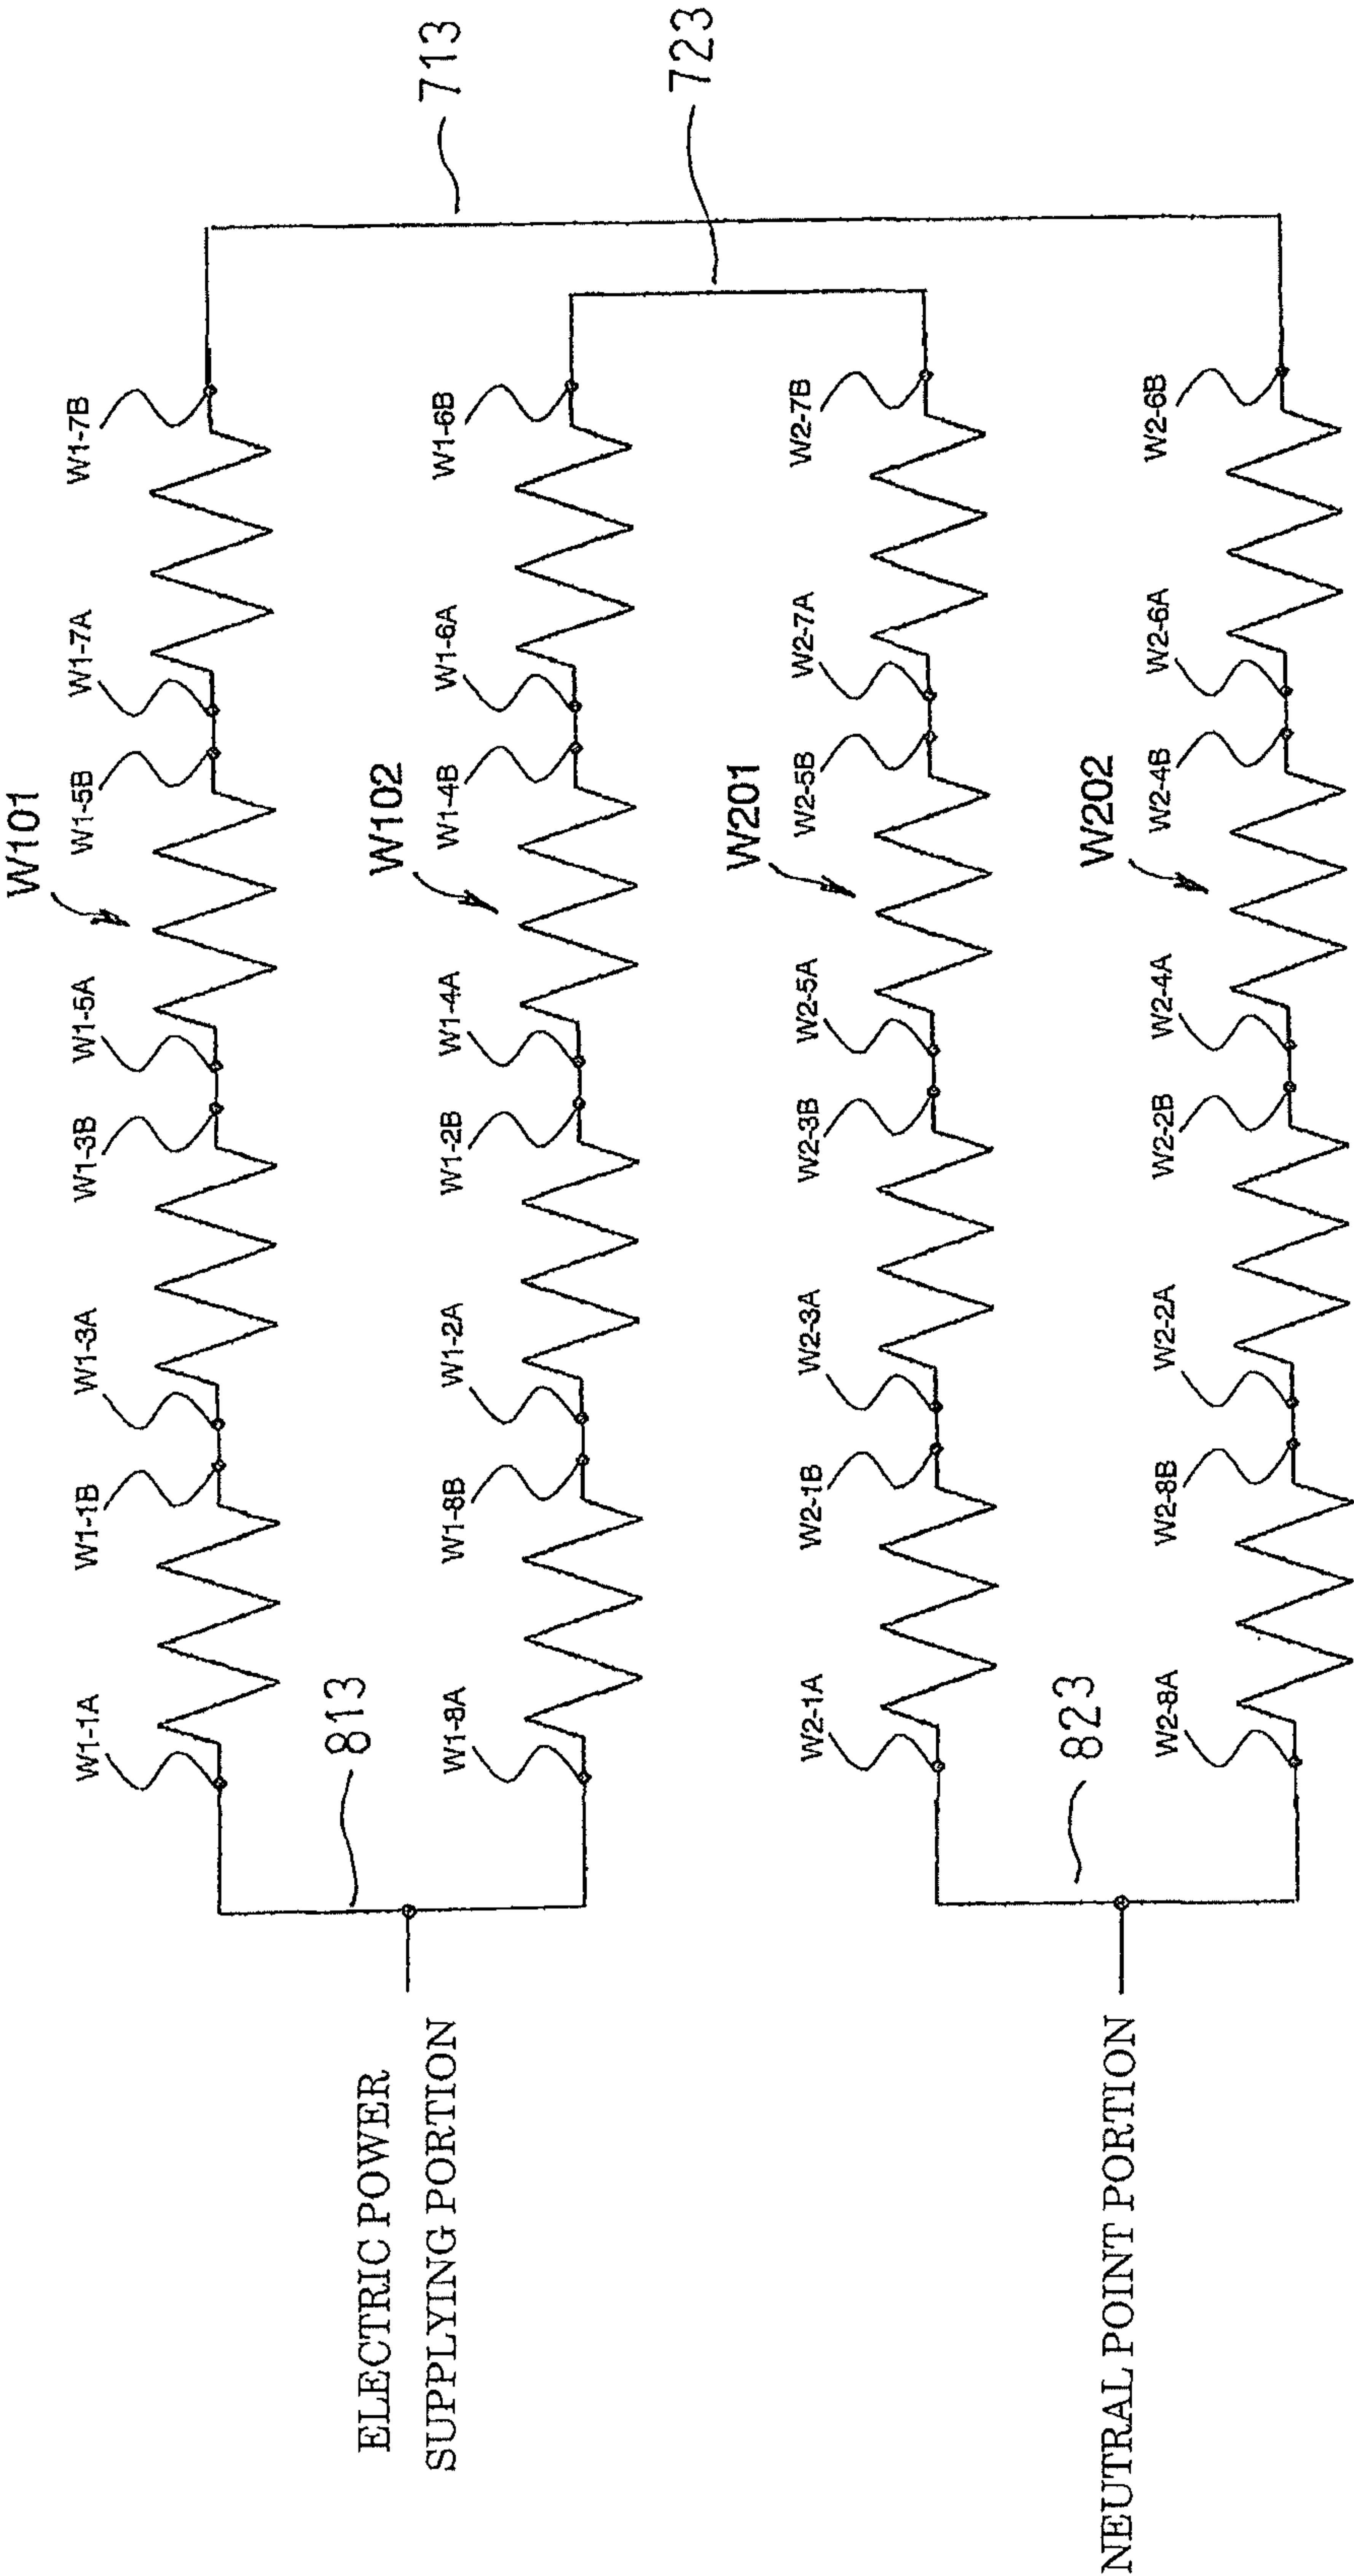 W101
W1-1A
W1-1B
W1-3A
W1-3B
W1-5A
W1-5B
W1-7A
W1-7B
713
813
W102
W1-8A
W1-8B
W1-2A
W1-2B
W1-4A
W1-4B
W1-6A
W1-6B
723
ELECTRIC POWER
SUPPLYING PORTION
W201
W2-1A
W2-1B
W2-3A
W2-3B
W2-5A
W2-5B
W2-7A
W2-7B
823
W202
W2-8A
W2-8B
W2-2A
W2-2B
W2-4A
W2-4B
W2-6A
W2-6B
NEUTRAL POINT PORTION